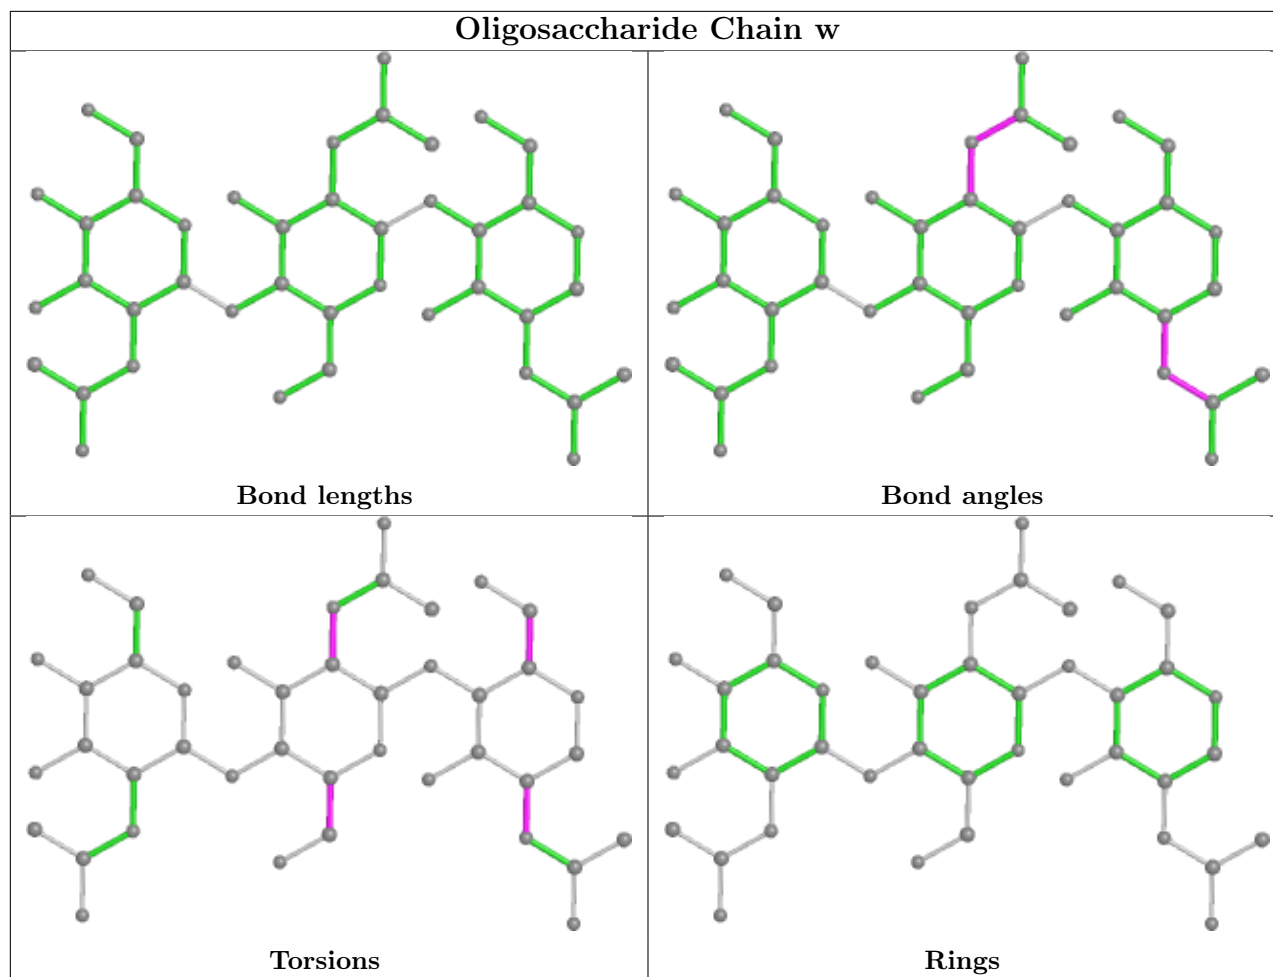 Oligosaccharide Chain w
Bond lengths
Bond angles
Torsions
Rings